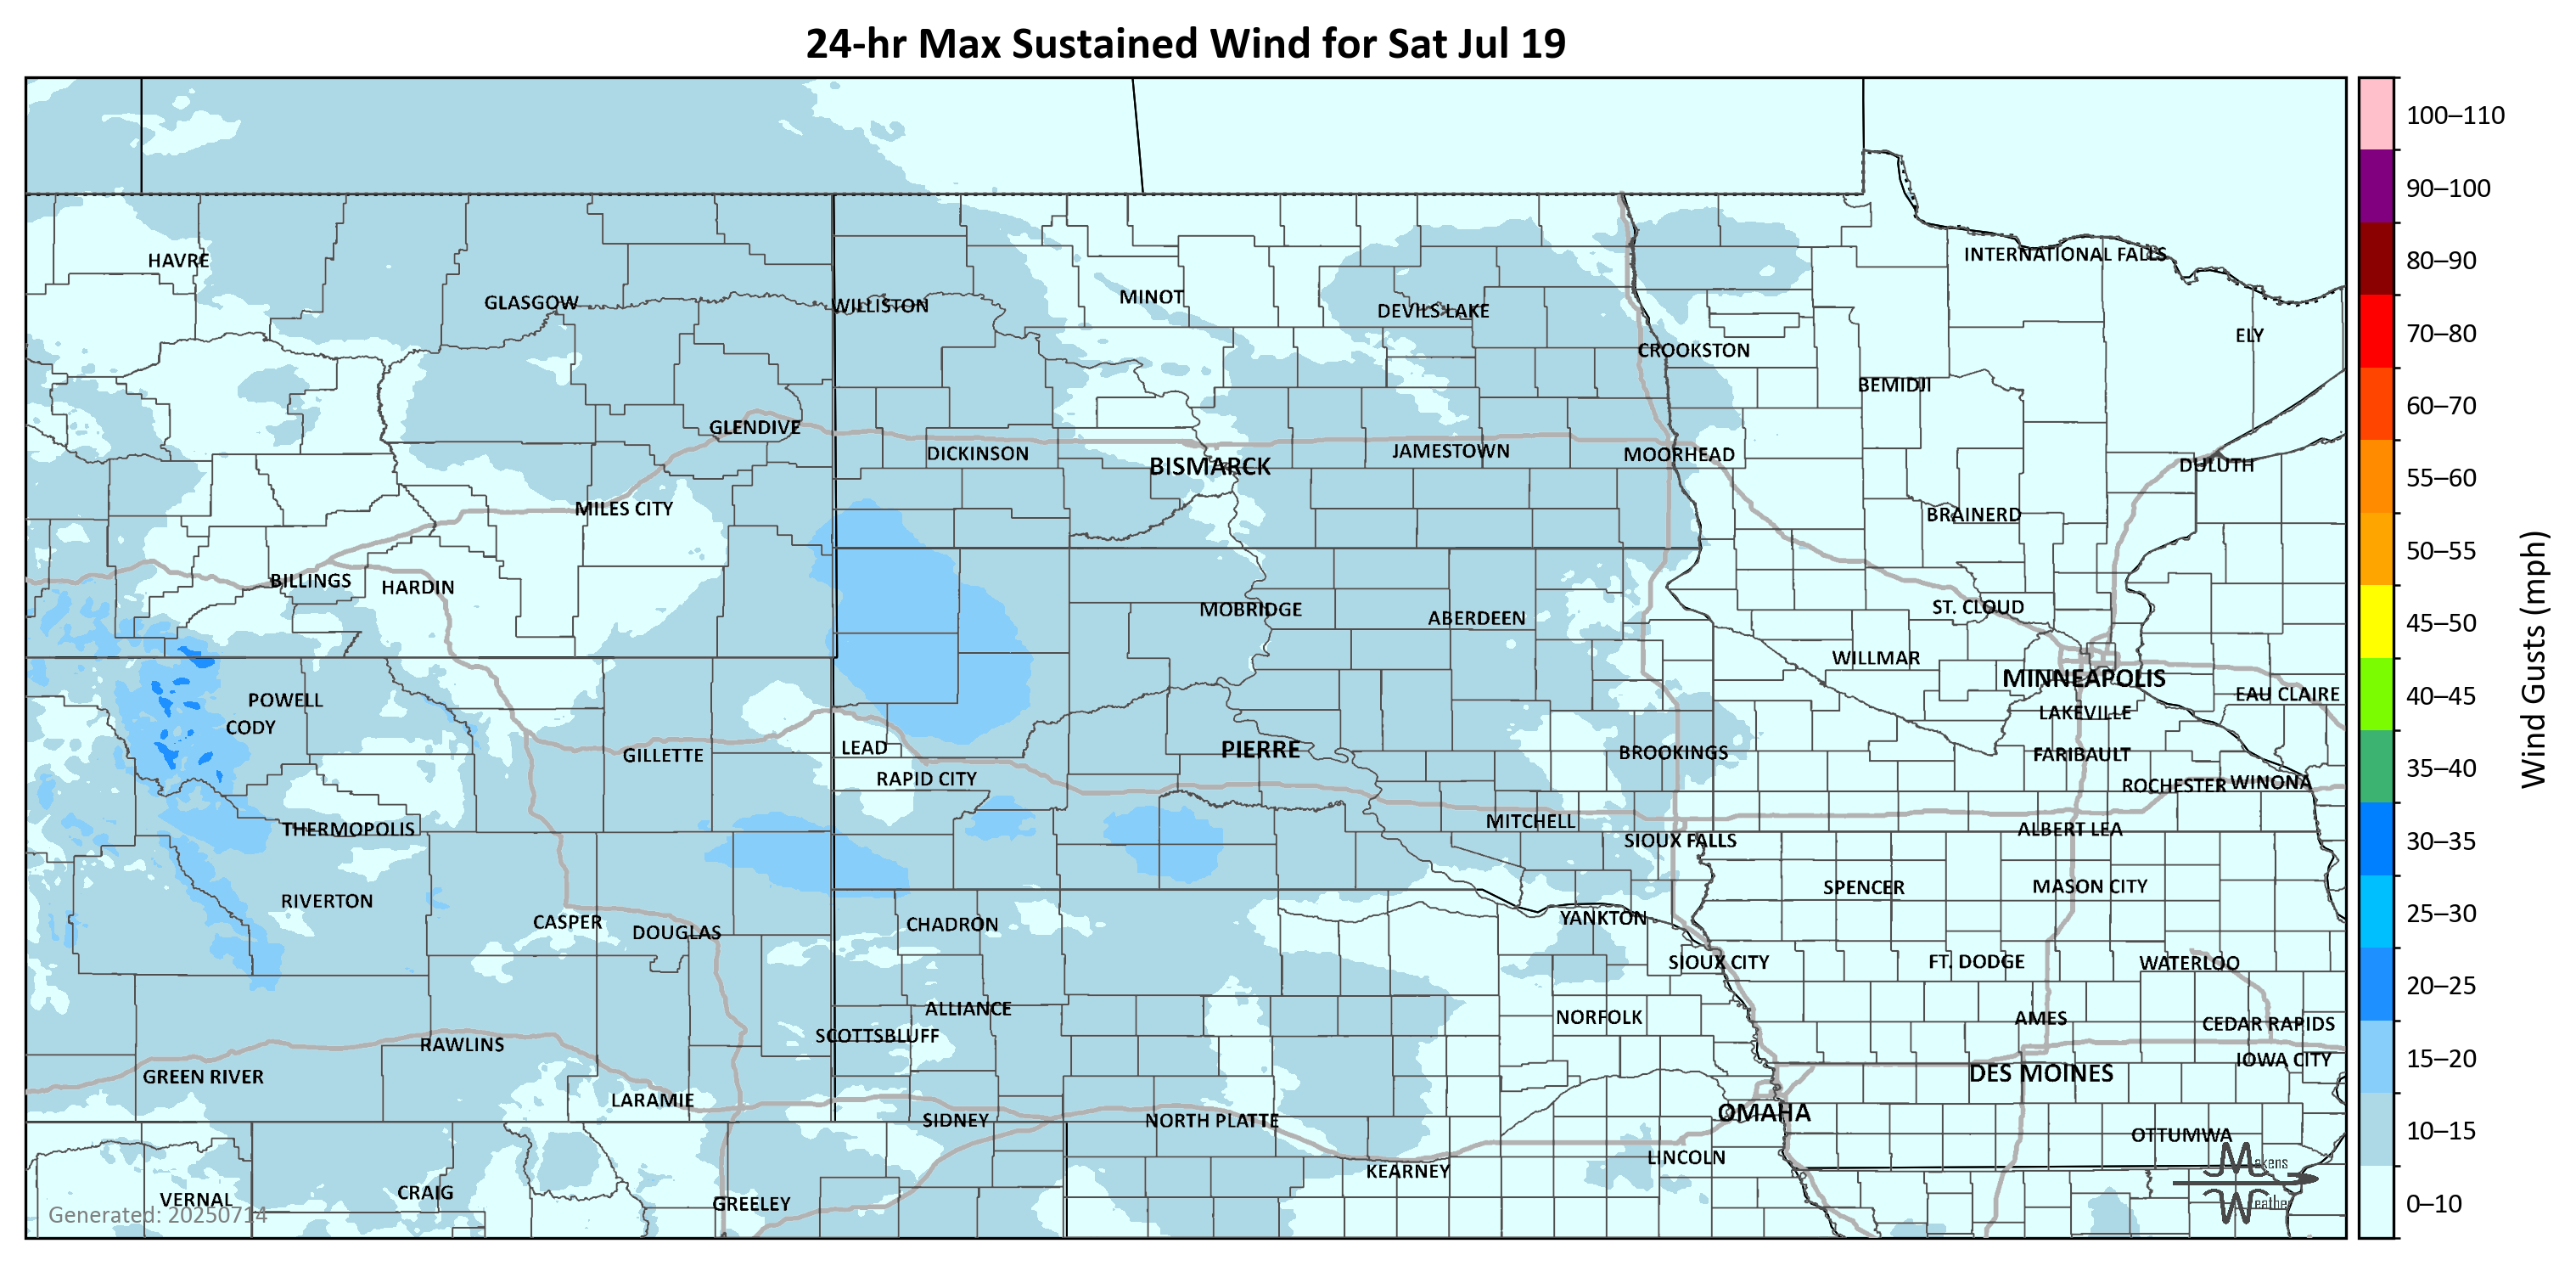 24-hr Max Sustained Wind for Sat Jul 19
100–110
90–100
80–90
70–80
60–70
55–60
50–55
45–50
40–45
35–40
30–35
25–30
20–25
15–20
10–15
0–10
Wind Gusts (mph)
HAVRE
INTERNATIONAL FALLS
GLASGOW
WILLISTON
MINOT
DEVILS LAKE
ELY
CROOKSTON
BEMIDJI
GLENDIVE
DICKINSON
BISMARCK
JAMESTOWN
MOORHEAD
DULUTH
MILES CITY
BRAINERD
BILLINGS
HARDIN
MOBRIDGE
ABERDEEN
ST. CLOUD
WILLMAR
MINNEAPOLIS
POWELL
EAU CLAIRE
CODY
LAKEVILLE
GILLETTE
LEAD
PIERRE
BROOKINGS
FARIBAULT
RAPID CITY
ROCHESTER
WINONA
THERMOPOLIS
MITCHELL
ALBERT LEA
SIOUX FALLS
RIVERTON
SPENCER
MASON CITY
CASPER
DOUGLAS
CHADRON
YANKTON
SIOUX CITY
FT. DODGE
WATERLOO
ALLIANCE
NORFOLK
AMES
CEDAR RAPIDS
SCOTTSBLUFF
RAWLINS
IOWA CITY
GREEN RIVER
DES MOINES
LARAMIE
OMAHA
SIDNEY
NORTH PLATTE
OTTUMWA
KEARNEY
LINCOLN
VERNAL
CRAIG
GREELEY
Makens
Weather
Generated: 20250714